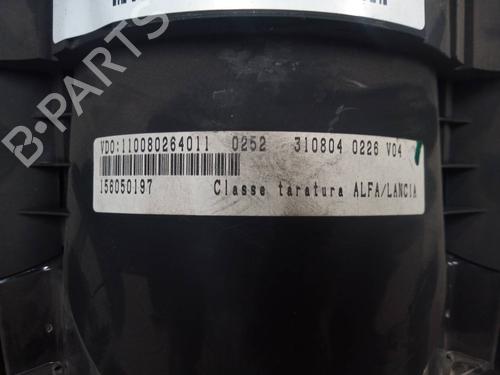 VDO:110080264011 0252 310804 0226 V04
156050197 Classe taratura ALFA/LANCIA
B-PARTS